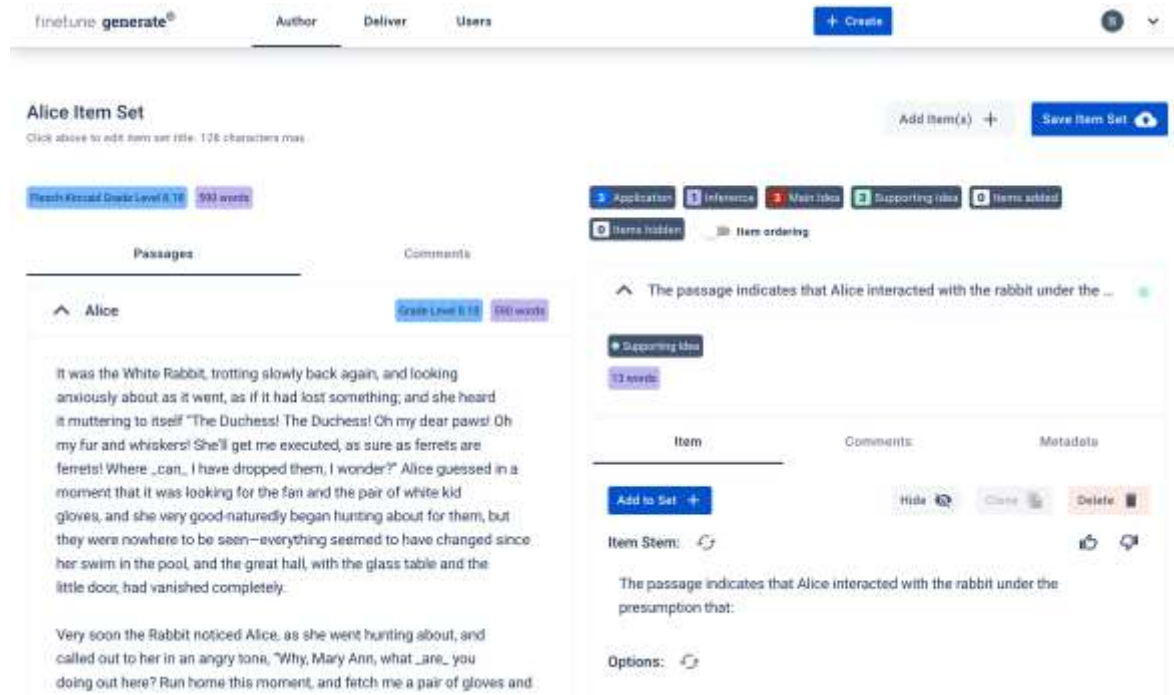 finetune generate®
Author
Deliver
Users
+ Create
Alice Item Set
Click above to edit item set title. 128 characters max.
Add Item(s) +
Save Item Set
Flesch-Kincaid Grade Level
590 words
3 Application
1 Inference
3 Main Idea
3 Supporting Idea
0 Items added
0 Items hidden
Item ordering
Passages
Comments
Alice
Grade Level
590 words
It was the White Rabbit, trotting slowly back again, and looking
anxiously about as it went, as if it had lost something; and she heard
it muttering to itself "The Duchess! The Duchess! Oh my dear paws! Oh
my fur and whiskers! She'll get me executed, as sure as ferrets are
ferrets! Where _can_ I have dropped them, I wonder?" Alice guessed in a
moment that it was looking for the fan and the pair of white kid
gloves, and she very good-naturedly began hunting about for them, but
they were nowhere to be seen—everything seemed to have changed since
her swim in the pool, and the great hall, with the glass table and the
little door, had vanished completely.
Very soon the Rabbit noticed Alice, as she went hunting about, and
called out to her in an angry tone, "Why, Mary Ann, what _are_ you
doing out here? Run home this moment, and fetch me a pair of gloves and
The passage indicates that Alice interacted with the rabbit under the ...
Supporting Idea
13 words
Item
Comments
Metadata
Add to Set +
Hide
Clone
Delete
Item Stem:
The passage indicates that Alice interacted with the rabbit under the
presumption that:
Options: